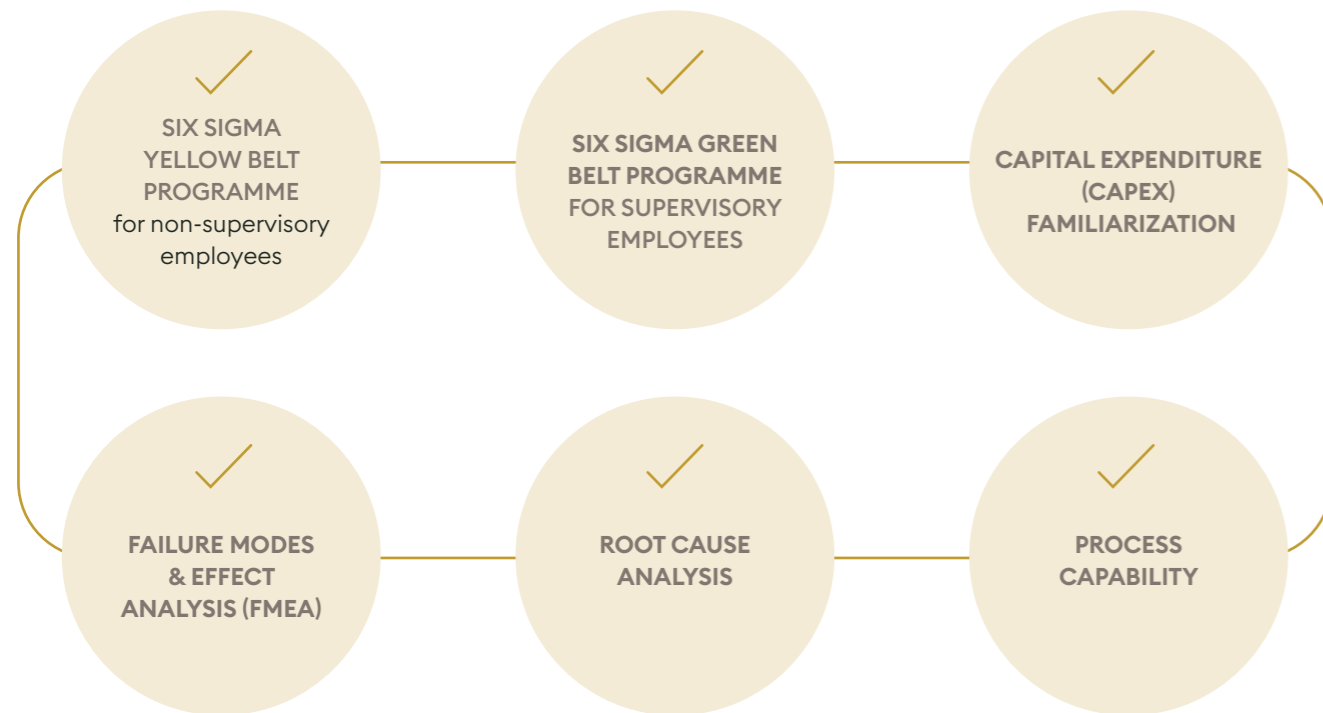 SIX SIGMA
YELLOW BELT
PROGRAMME
for non-supervisory
employees
SIX SIGMA GREEN
BELT PROGRAMME
FOR SUPERVISORY
EMPLOYEES
CAPITAL EXPENDITURE
(CAPEX)
FAMILIARIZATION
FAILURE MODES
& EFFECT
ANALYSIS (FMEA)
ROOT CAUSE
ANALYSIS
PROCESS
CAPABILITY